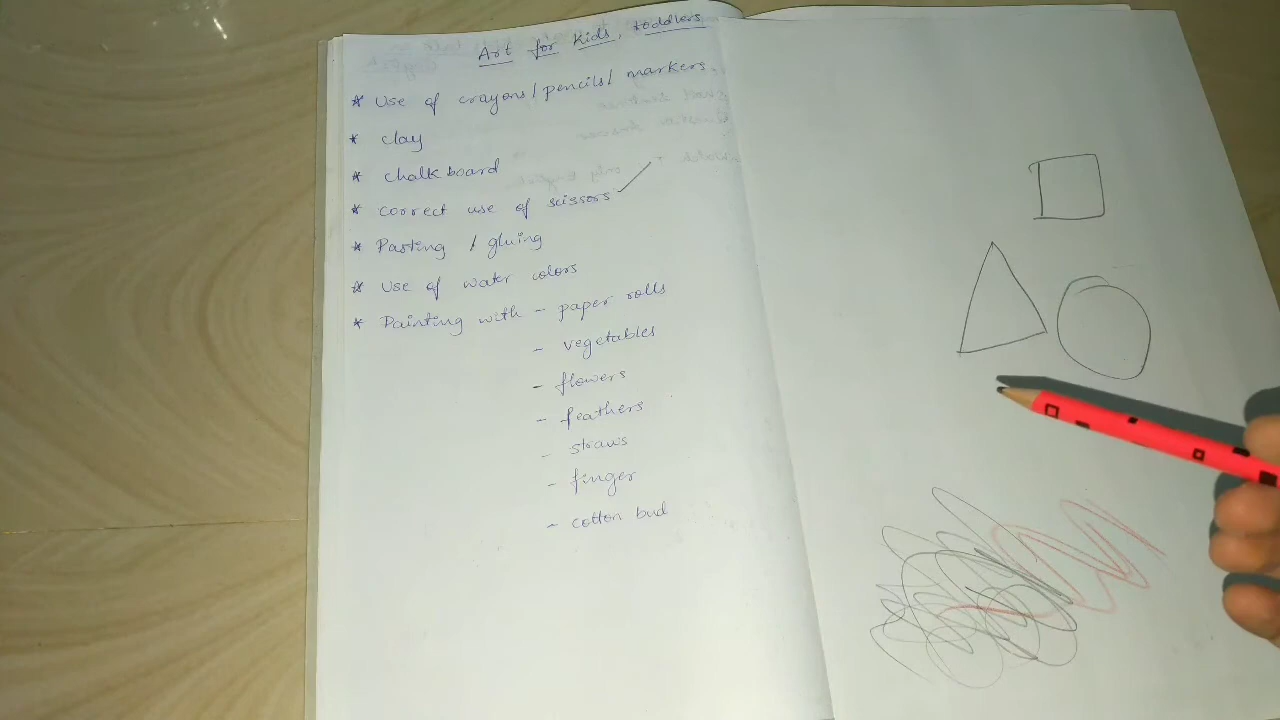 Art for Kids, toddlers
* Use of crayons/pencils/ markers.
* clay
* chalk board
* correct use of scissors
* Pasting / gluing
* Use of water colors
* Painting with - paper rolls
- vegetables
- flowers
- feathers
- straws
- finger
- cotton bud